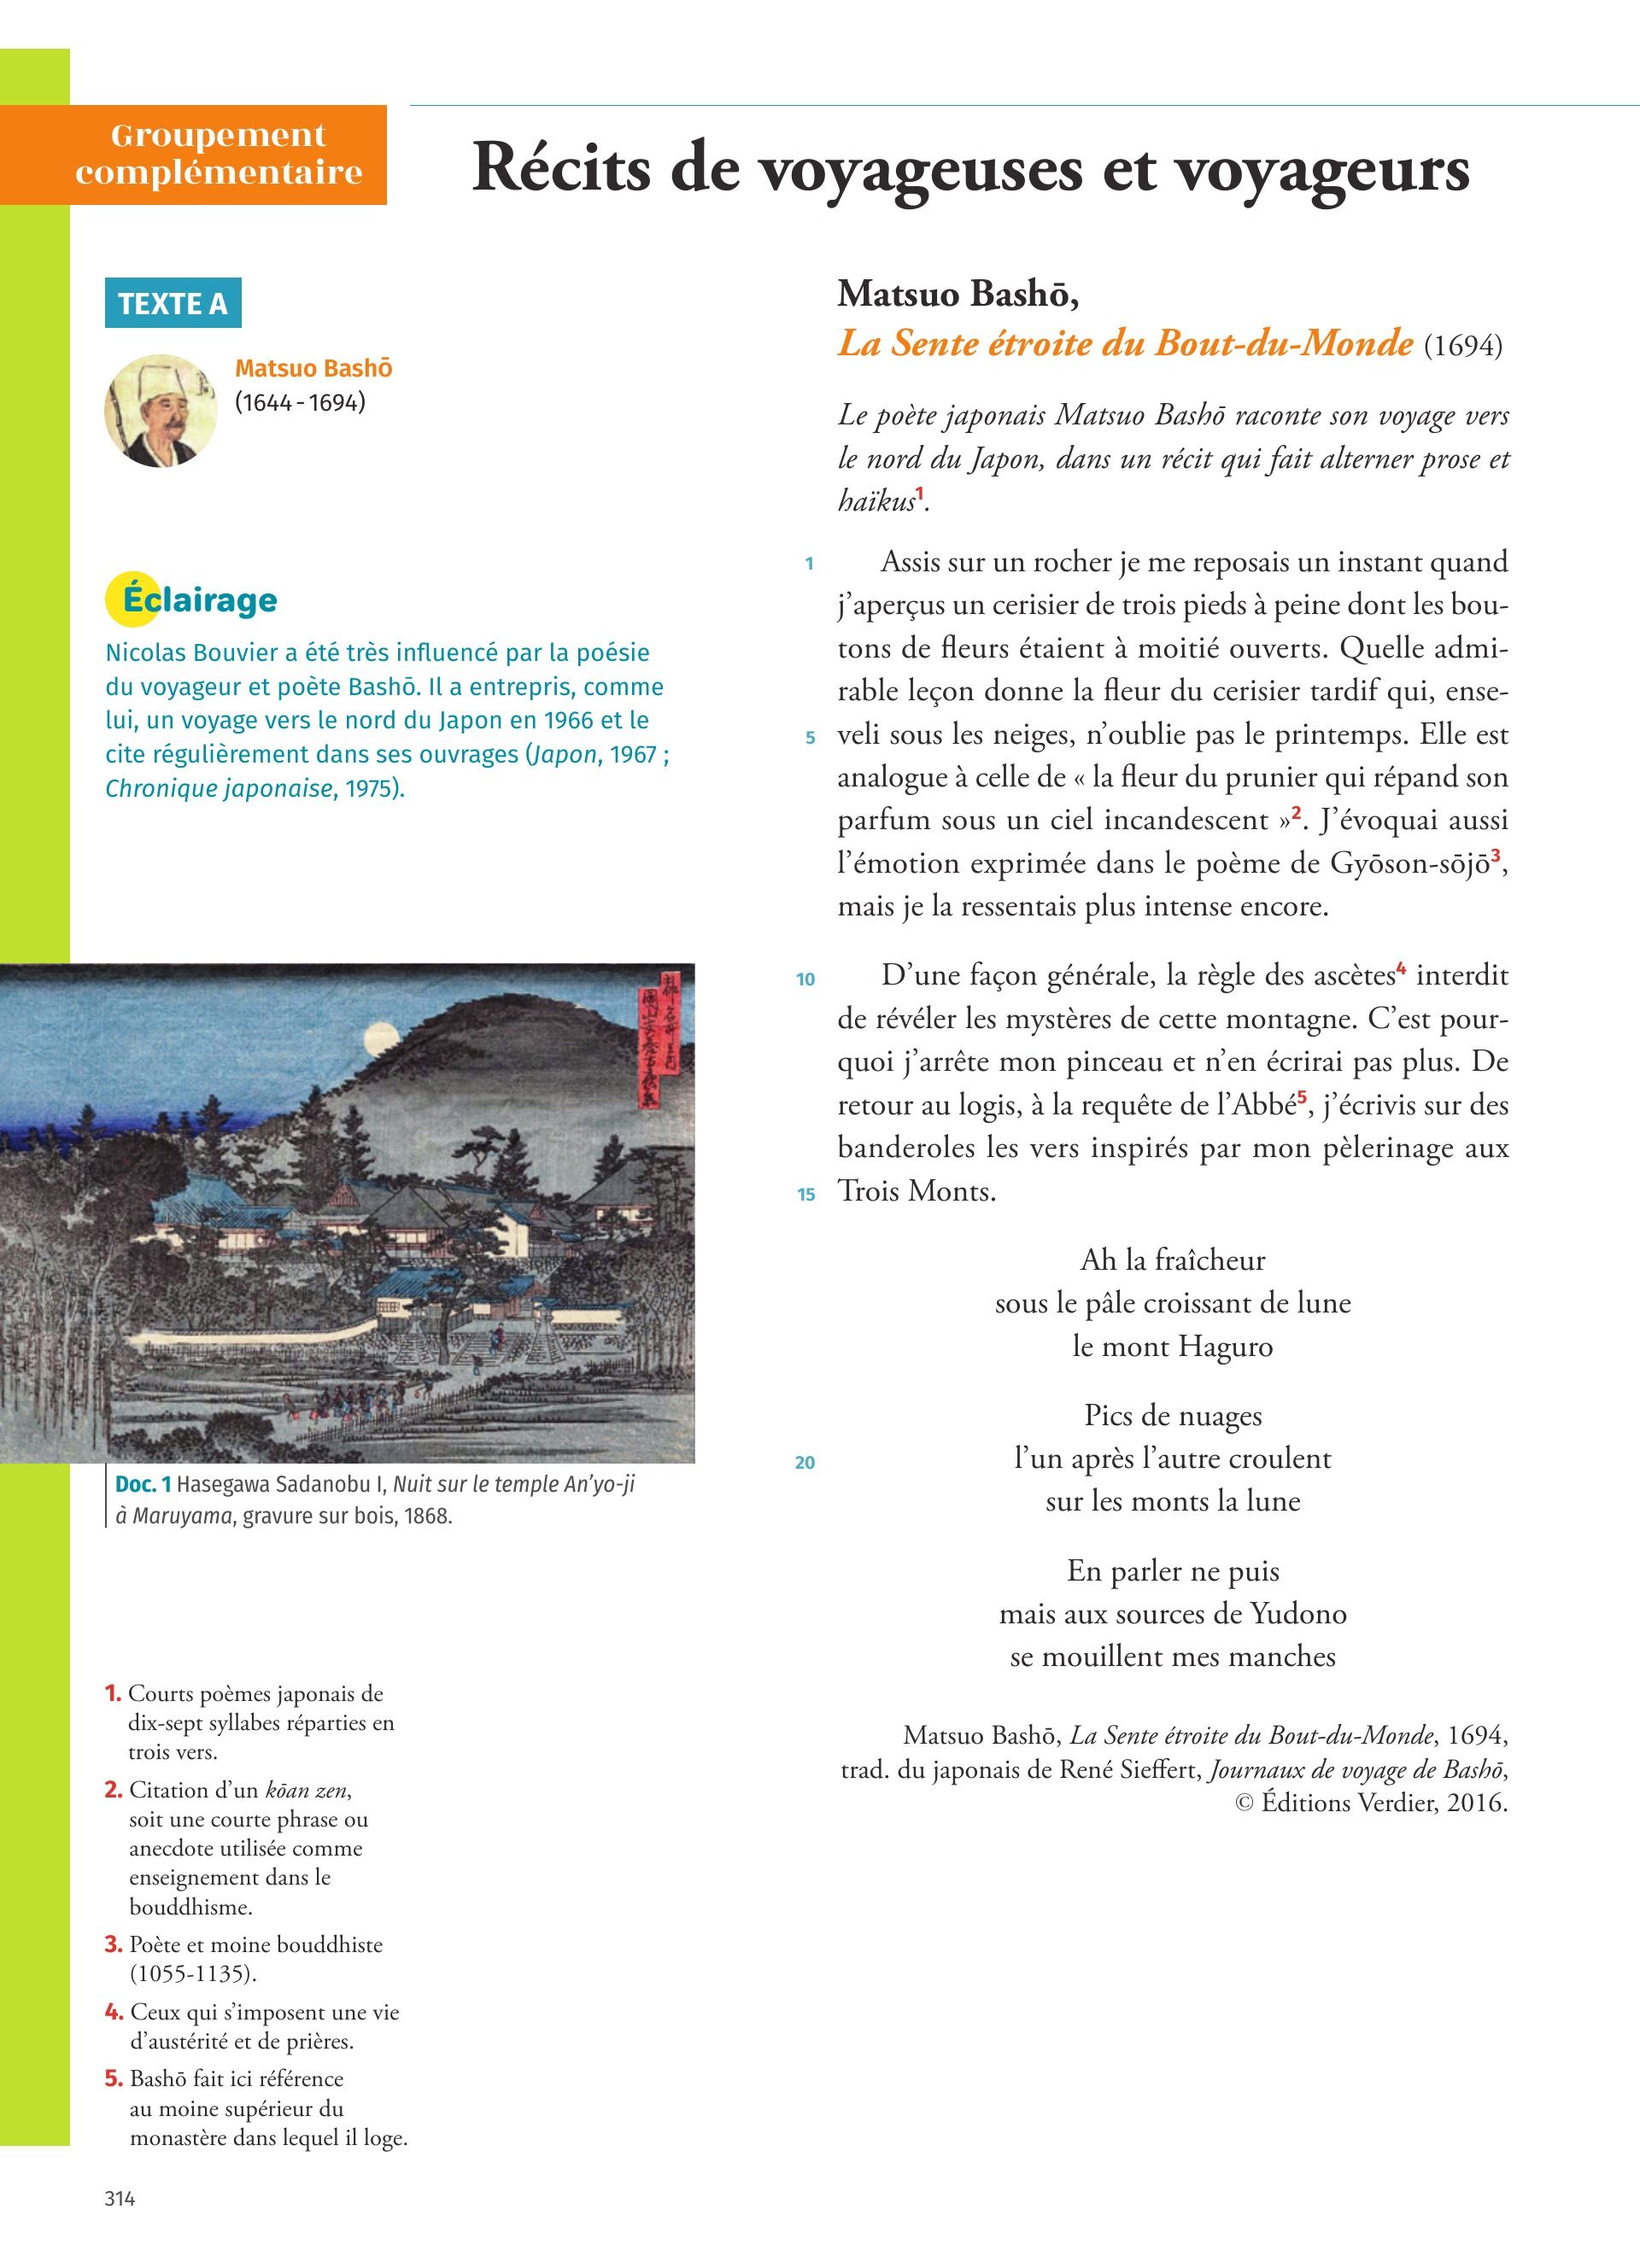 Groupement
complémentaire
Récits de voyageuses et voyageurs
TEXTE A
Matsuo Bashō
(1644 - 1694)
Éclairage
Nicolas Bouvier a été très influencé par la poésie
du voyageur et poète Bashō. Il a entrepris, comme
lui, un voyage vers le nord du Japon en 1966 et le
cite régulièrement dans ses ouvrages (Japon, 1967 ;
Chronique japonaise, 1975).
Doc. 1 Hasegawa Sadanobu I, Nuit sur le temple An’yo-ji
à Maruyama, gravure sur bois, 1868.
1. Courts poèmes japonais de
dix-sept syllabes réparties en
trois vers.
2. Citation d’un kōan zen,
soit une courte phrase ou
anecdote utilisée comme
enseignement dans le
bouddhisme.
3. Poète et moine bouddhiste
(1055-1135).
4. Ceux qui s’imposent une vie
d’austérité et de prières.
5. Bashō fait ici référence
au moine supérieur du
monastère dans lequel il loge.
Matsuo Bashō,
La Sente étroite du Bout-du-Monde (1694)
Le poète japonais Matsuo Bashō raconte son voyage vers
le nord du Japon, dans un récit qui fait alterner prose et
haïkus1.
1 Assis sur un rocher je me reposais un instant quand
j’aperçus un cerisier de trois pieds à peine dont les bou-
tons de fleurs étaient à moitié ouverts. Quelle admi-
rable leçon donne la fleur du cerisier tardif qui, ense-
5 veli sous les neiges, n’oublie pas le printemps. Elle est
analogue à celle de « la fleur du prunier qui répand son
parfum sous un ciel incandescent »2. J’évoquai aussi
l’émotion exprimée dans le poème de Gyōson-sōjō3,
mais je la ressentais plus intense encore.
10 D’une façon générale, la règle des ascètes4 interdit
de révéler les mystères de cette montagne. C’est pour-
quoi j’arrête mon pinceau et n’en écrirai pas plus. De
retour au logis, à la requête de l’Abbé5, j’écrivis sur des
banderoles les vers inspirés par mon pèlerinage aux
15 Trois Monts.
Ah la fraîcheur
sous le pâle croissant de lune
le mont Haguro
Pics de nuages
20 l’un après l’autre croulent
sur les monts la lune
En parler ne puis
mais aux sources de Yudono
se mouillent mes manches
Matsuo Bashō, La Sente étroite du Bout-du-Monde, 1694,
trad. du japonais de René Sieffert, Journaux de voyage de Bashō,
© Éditions Verdier, 2016.
314